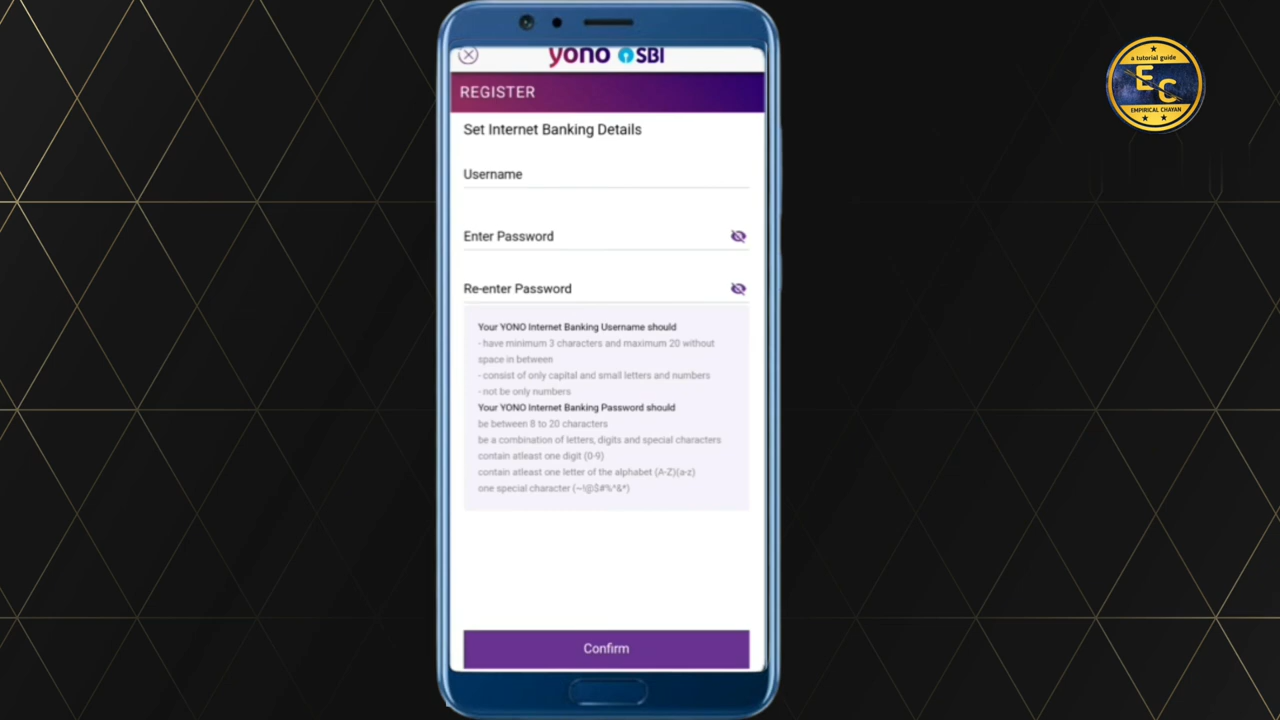 yono SBI
REGISTER
Set Internet Banking Details
Username
Enter Password
Re-enter Password
Your YONO Internet Banking Username should
- have minimum 3 characters and maximum 20 without
space in between
- consist of only capital and small letters and numbers
- not be only numbers
Your YONO Internet Banking Password should
be between 8 to 20 characters
be a combination of letters, digits and special characters
contain atleast one digit (0-9)
contain atleast one letter of the alphabet (A-Z)(a-z)
one special character (~!@$#%^&*)
Confirm
a tutorial guide
EC
EMPIRICAL CHAYAN